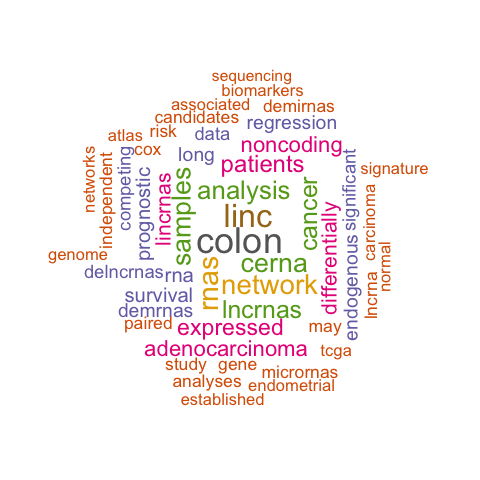 sequencing
biomarkers
associated
demirnas
candidates
regression
atlas
risk
data
noncoding
cox
long
patients
signature
networks
independent
competing
prognostic
lincrnas
samples
analysis
cancer
differentially
significant
endogenous
carcinoma
normal
lncrna
linc
colon
genome
delncrnas
rna
rnas
cerna
network
survival
demrnas
lncrnas
paired
expressed
may
adenocarcinoma
tcga
study
gene
micrornas
analyses
endometrial
established